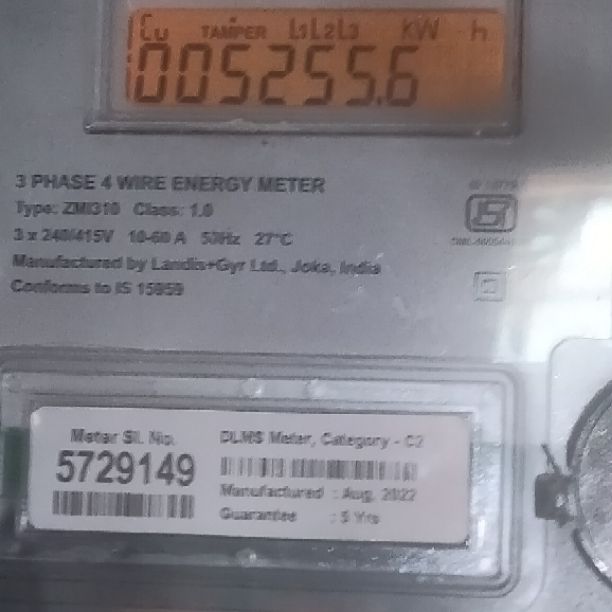 Cu TAMPER L1L2L3 kW h
005255.6
3 PHASE 4 WIRE ENERGY METER
Type: ZMI310 Class: 1.0
3 x 240/415V 10-60 A 50Hz 27°C
Manufactured by Landis+Gyr Ltd., Joka, India
Conforms to IS 15959
Meter Sl. No.
5729149
DLMS Meter, Category - C2
Manufactured : Aug, 2022
Guarantee : 5 Yrs